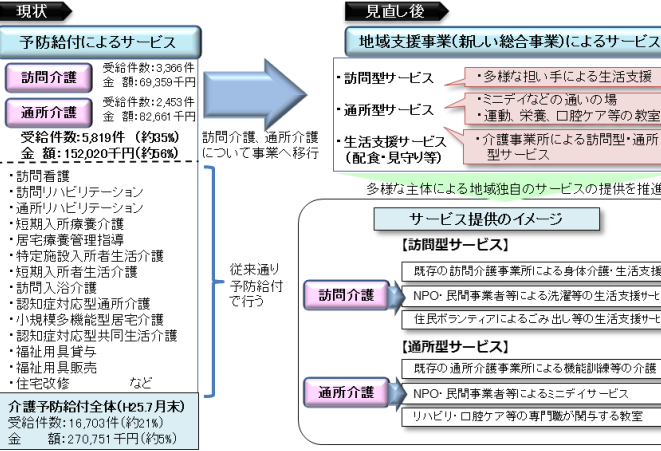 現状
予防給付によるサービス
訪問介護
受給件数:3,366件
金 額:69,359千円
通所介護
受給件数:2,453件
金 額:82,661千円
受給件数:5,819件 (約35%)
金 額:152,020千円(約56%)
・訪問看護
・訪問リハビリテーション
・通所リハビリテーション
・短期入所療養介護
・居宅療養管理指導
・特定施設入所者生活介護
・短期入所者生活介護
・訪問入浴介護
・認知症対応型通所介護
・小規模多機能型居宅介護
・認知症対応型共同生活介護
・福祉用具貸与
・福祉用具販売
・住宅改修 など
介護予防給付全体(H25.7月末)
受給件数:16,703件(約21%)
金 額:270,751千円(約5%)
訪問介護、通所介護
について事業へ移行
従来通り
予防給付
で行う
見直し後
地域支援事業(新しい総合事業)によるサービス
・訪問型サービス
・多様な担い手による生活支援
・通所型サービス
・ミニデイなどの通いの場
・運動、栄養、口腔ケア等の教室
・生活支援サービス
(配食・見守り等)
・介護事業所による訪問型・通所
型サービス
多様な主体による地域独自のサービスの提供を推進
サービス提供のイメージ
【訪問型サービス】
訪問介護
既存の訪問介護事業所による身体介護・生活支援
NPO・民間事業者等による洗濯等の生活支援サービ
住民ボランティアによるごみ出し等の生活支援サービ
【通所型サービス】
通所介護
既存の通所介護事業所による機能訓練等の介護
NPO・民間事業者等によるミニデイサービス
リハビリ・口腔ケア等の専門職が関与する教室